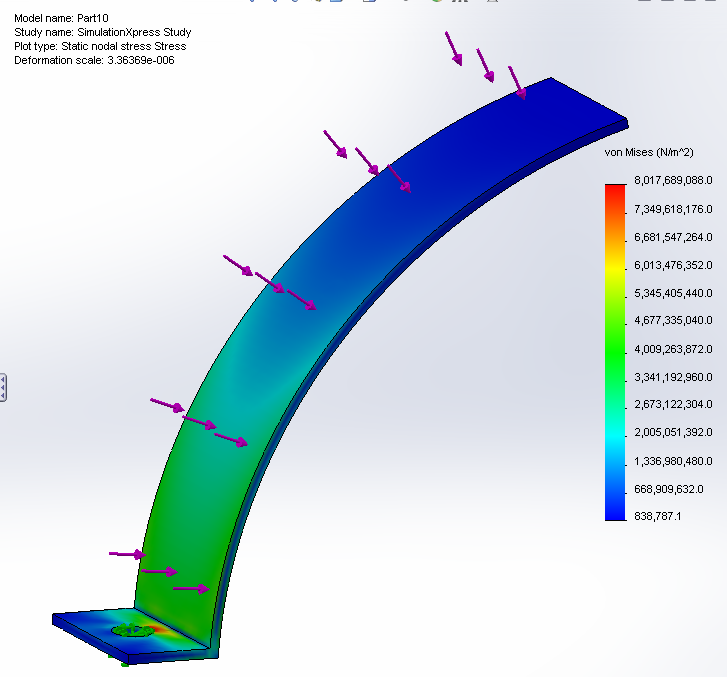 Model name: Part10
Study name: SimulationXpress Study
Plot type: Static nodal stress Stress
Deformation scale: 3.36369e-006
von Mises (N/m^2)
8,017,689,088.0
7,349,618,176.0
6,681,547,264.0
6,013,476,352.0
5,345,405,440.0
4,677,335,040.0
4,009,263,872.0
3,341,192,960.0
2,673,122,304.0
2,005,051,392.0
1,336,980,480.0
668,909,632.0
838,787.1